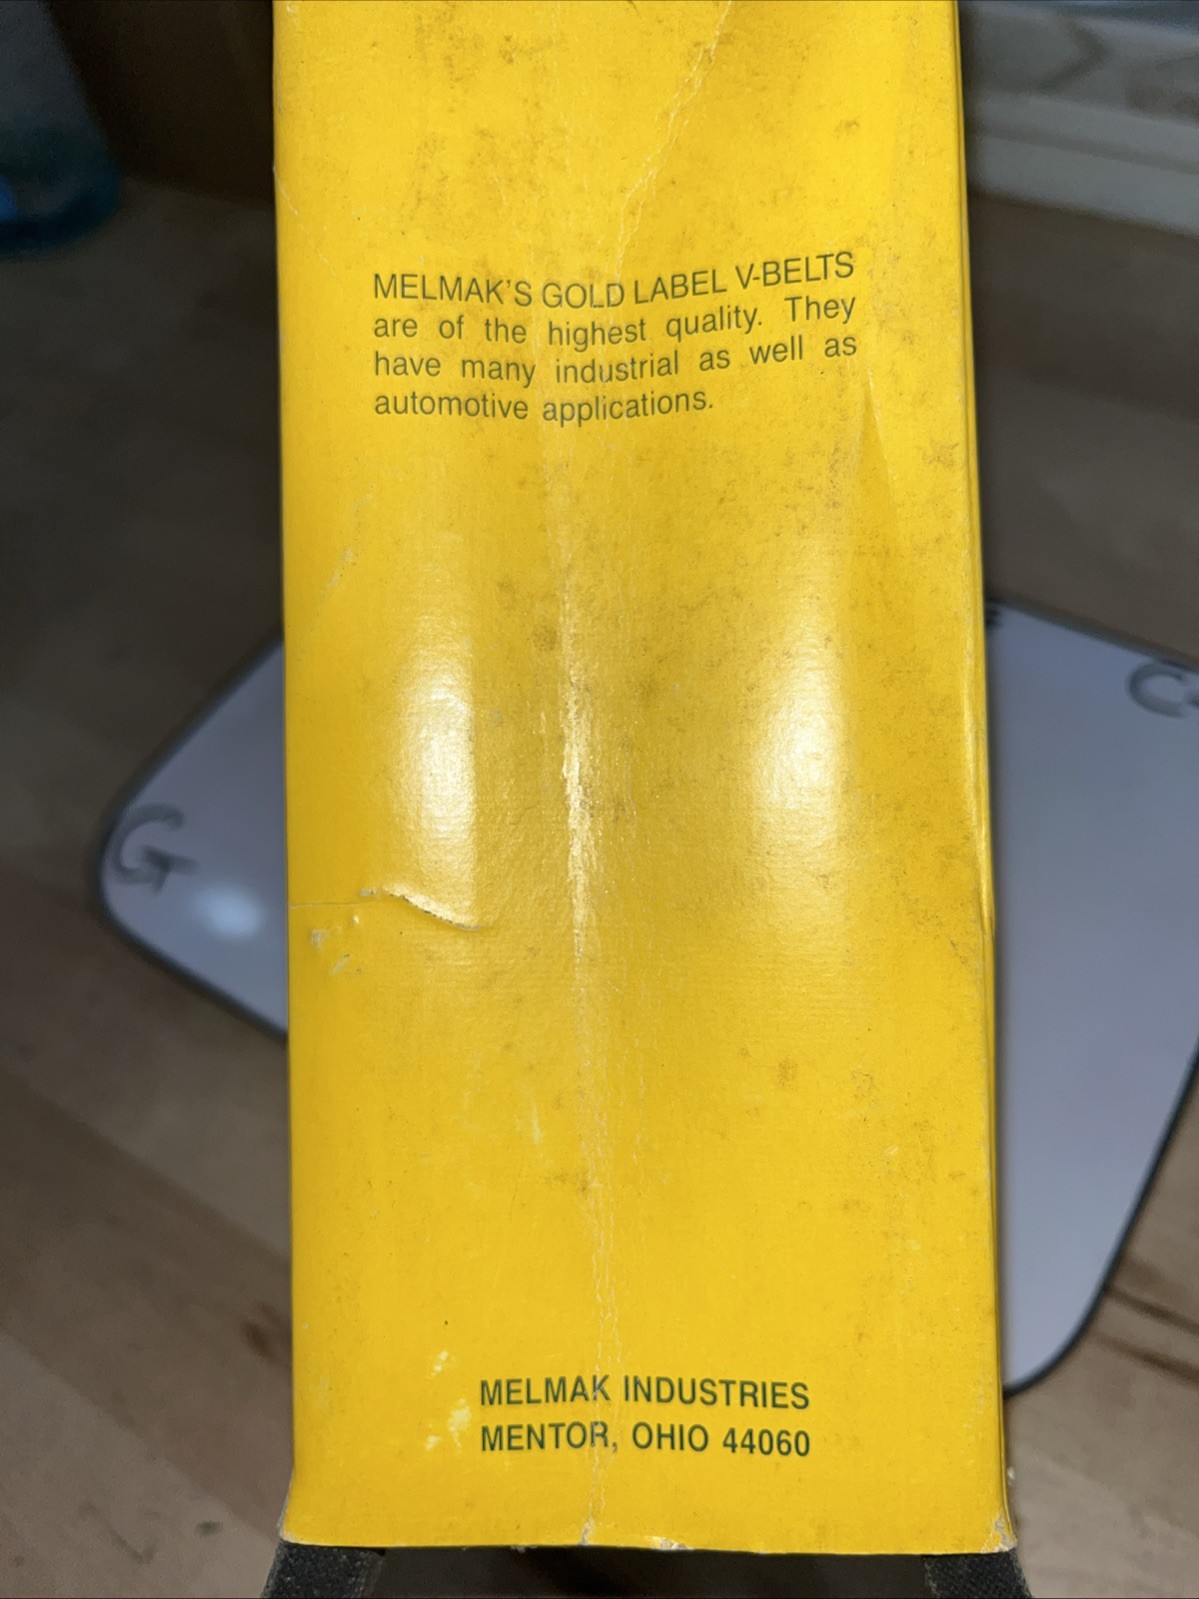 MELMAK'S GOLD LABEL V-BELTS
are of the highest quality. They
have many industrial as well as
automotive applications.
G
C
MELMAK INDUSTRIES
MENTOR, OHIO 44060